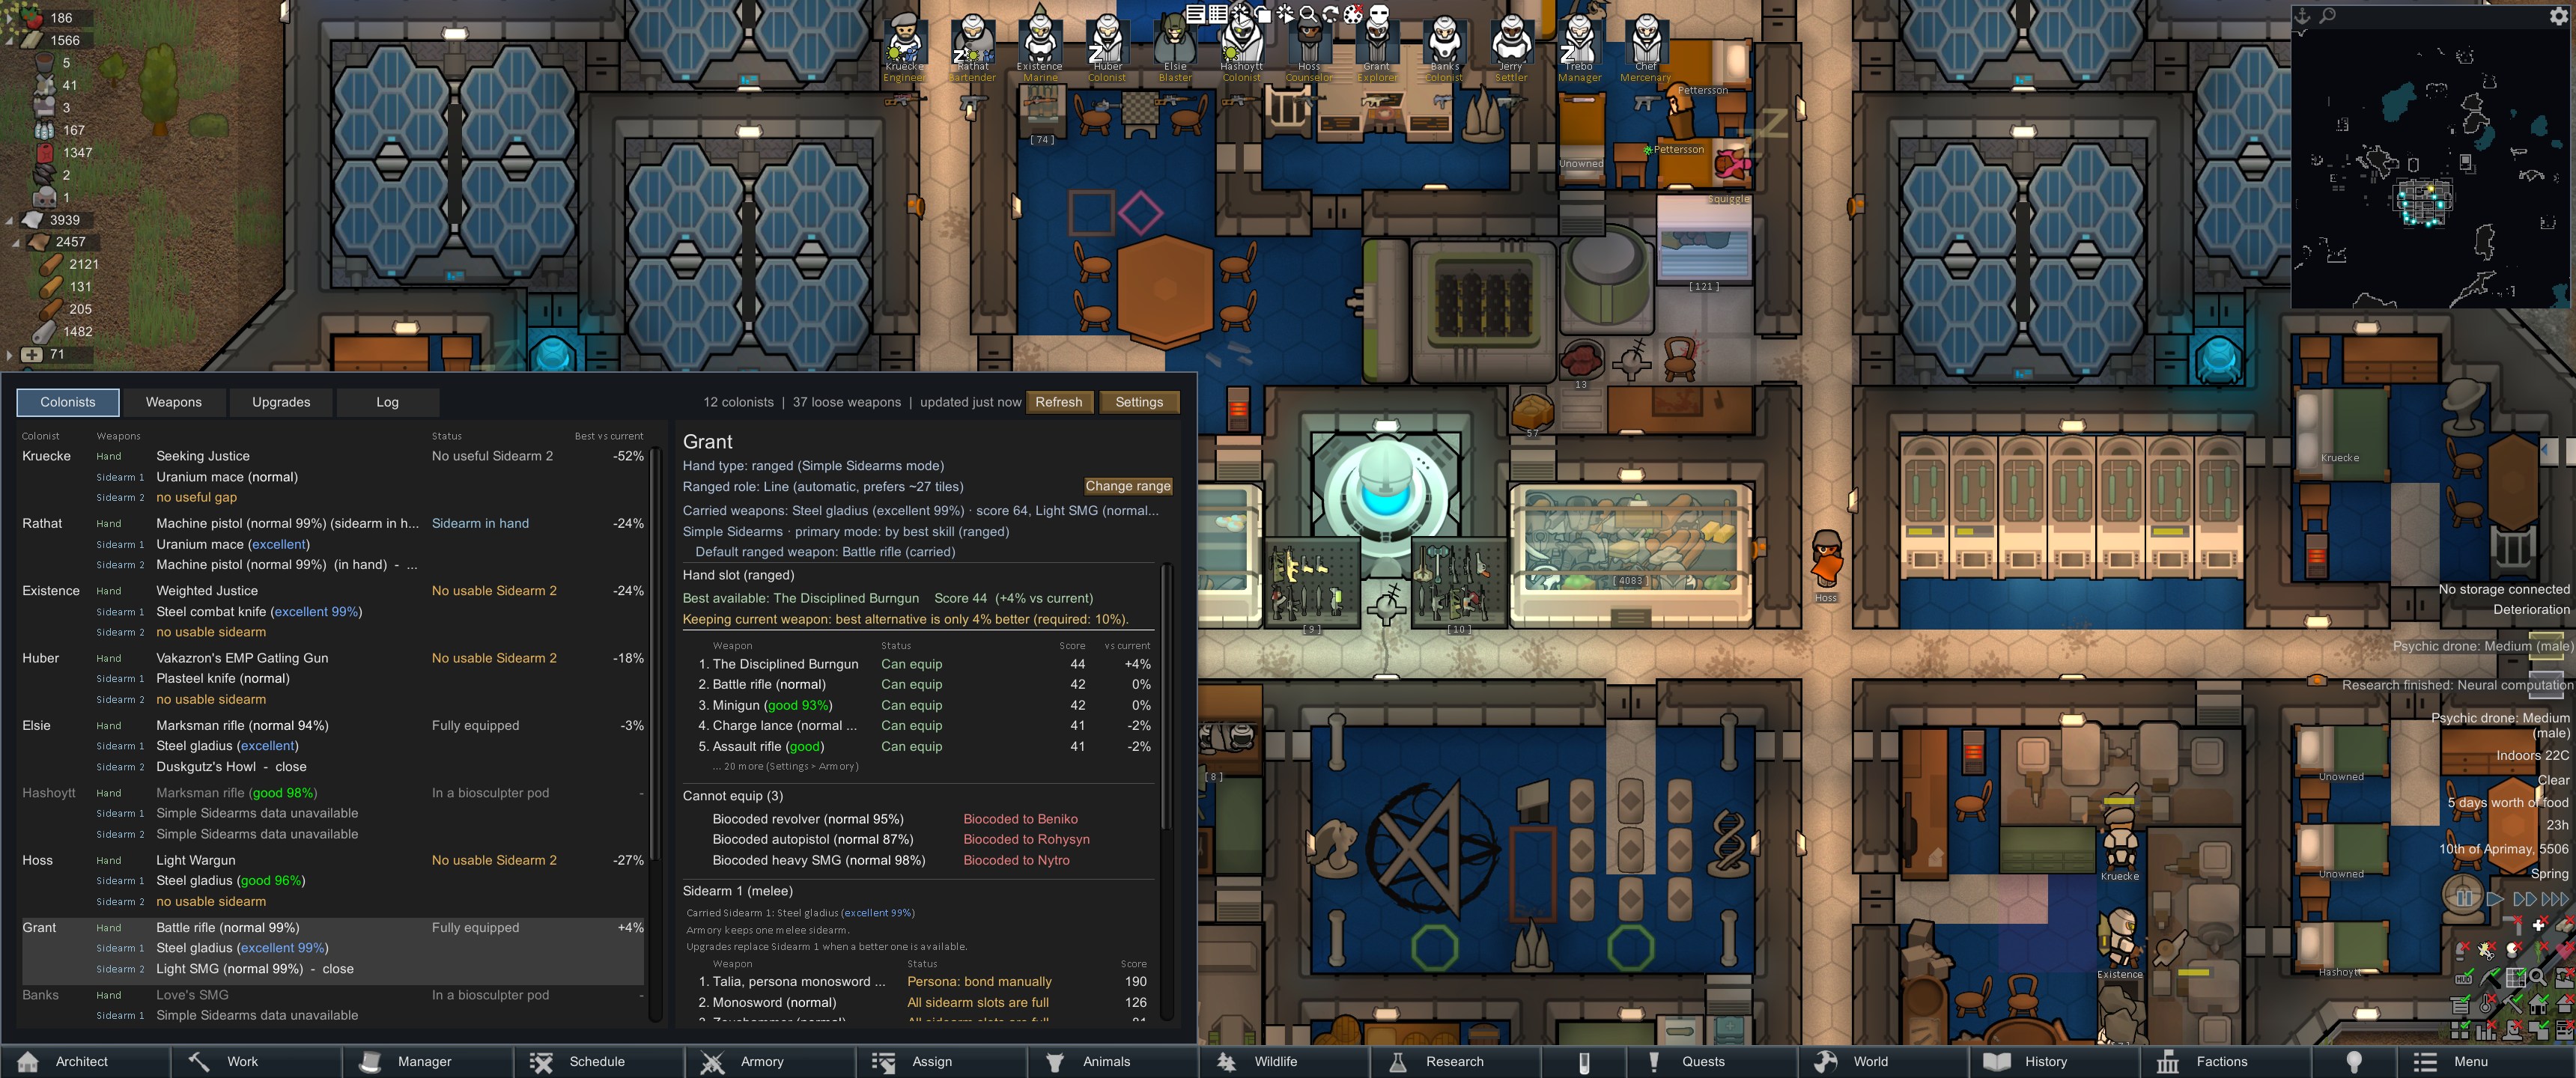 186
1566
5
41
3
167
1347
2
1
3939
2457
2121
131
205
1482
71
Kruecke
Engineer
Rathat
Bartender
Existence
Marine
Huber
Colonist
Elsie
Blaster
Hashoytt
Colonist
Hoss
Counselor
Grant
Explorer
Banks
Colonist
Jerry
Settler
Trebo
Manager
Chef
Mercenary
[ 74 ]
Pettersson
Pettersson
Unowned
Squiggle
[ 121 ]
13
57
[ 4083 ]
[ 9 ]
[ 10 ]
[ 8 ]
Hoss
Kruecke
Unowned
Unowned
Hashoytt
Kruecke
Existence
Colonists
Weapons
Upgrades
Log
12 colonists | 37 loose weapons | updated just now
Refresh
Settings
Colonist Weapons Status Best vs current
Kruecke Hand Seeking Justice No useful Sidearm 2 -52%
Sidearm 1 Uranium mace (normal)
Sidearm 2 no useful gap
Rathat Hand Machine pistol (normal 99%) (sidearm in h... Sidearm in hand -24%
Sidearm 1 Uranium mace (excellent)
Sidearm 2 Machine pistol (normal 99%) (in hand) - ...
Existence Hand Weighted Justice No usable Sidearm 2 -24%
Sidearm 1 Steel combat knife (excellent 99%)
Sidearm 2 no usable sidearm
Huber Hand Vakazron's EMP Gatling Gun No usable Sidearm 2 -18%
Sidearm 1 Plasteel knife (normal)
Sidearm 2 no usable sidearm
Elsie Hand Marksman rifle (normal 94%) Fully equipped -3%
Sidearm 1 Steel gladius (excellent)
Sidearm 2 Duskgutz's Howl - close
Hashoytt Hand Marksman rifle (good 98%) In a biosculpter pod -
Sidearm 1 Simple Sidearms data unavailable
Sidearm 2 Simple Sidearms data unavailable
Hoss Hand Light Wargun No usable Sidearm 2 -27%
Sidearm 1 Steel gladius (good 96%)
Sidearm 2 no usable sidearm
Grant Hand Battle rifle (normal 99%) Fully equipped +4%
Sidearm 1 Steel gladius (excellent 99%)
Sidearm 2 Light SMG (normal 99%) - close
Banks Hand Love's SMG In a biosculpter pod -
Sidearm 1 Simple Sidearms data unavailable
Grant
Hand type: ranged (Simple Sidearms mode)
Ranged role: Line (automatic, prefers ~27 tiles)
Change range
Carried weapons: Steel gladius (excellent 99%) · score 64, Light SMG (normal...
Simple Sidearms · primary mode: by best skill (ranged)
Default ranged weapon: Battle rifle (carried)
Hand slot (ranged)
Best available: The Disciplined Burngun Score 44 (+4% vs current)
Keeping current weapon: best alternative is only 4% better (required: 10%).
Weapon Status Score vs current
1. The Disciplined Burngun Can equip 44 +4%
2. Battle rifle (normal) Can equip 42 0%
3. Minigun (good 93%) Can equip 42 0%
4. Charge lance (normal ... Can equip 41 -2%
5. Assault rifle (good) Can equip 41 -2%
... 20 more (Settings > Armory)
Cannot equip (3)
Biocoded revolver (normal 95%) Biocoded to Beniko
Biocoded autopistol (normal 87%) Biocoded to Rohysyn
Biocoded heavy SMG (normal 98%) Biocoded to Nytro
Sidearm 1 (melee)
Carried Sidearm 1: Steel gladius (excellent 99%)
Armory keeps one melee sidearm.
Upgrades replace Sidearm 1 when a better one is available.
Weapon Status Score
1. Talia, persona monosword ... Persona: bond manually 190
2. Monosword (normal) All sidearm slots are full 126
No storage connected
Deterioration
Psychic drone: Medium (male)
Research finished: Neural computation
Psychic drone: Medium
(male)
Indoors 22C
Clear
5 days worth of food
23h
10th of Aprimay, 5506
Spring
Architect
Work
Manager
Schedule
Armory
Assign
Animals
Wildlife
Research
Quests
World
History
Factions
Menu